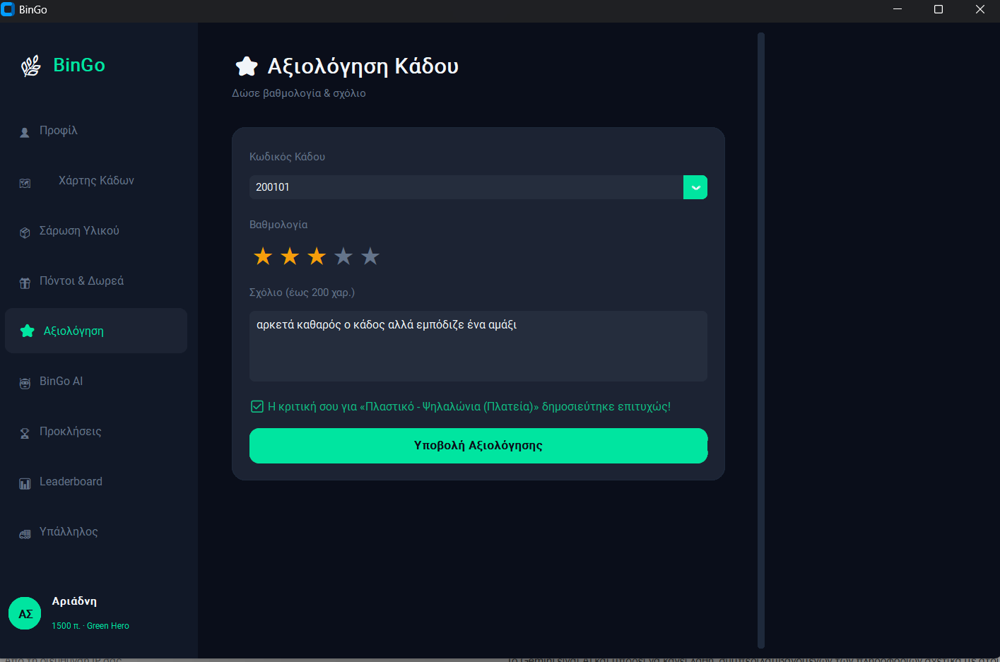 BinGo
BinGo
Προφίλ
Χάρτης Κάδων
Σάρωση Υλικού
Πόντοι & Δωρεά
Αξιολόγηση
BinGo AI
Προκλήσεις
Leaderboard
Υπάλληλος
ΑΣ
Αριάδνη
1500 π. · Green Hero
Αξιολόγηση Κάδου
Δώσε βαθμολογία & σχόλιο
Κωδικός Κάδου
200101
Βαθμολογία
Σχόλιο (έως 200 χαρ.)
αρκετά καθαρός ο κάδος αλλά εμπόδιζε ένα αμάξι
Η κριτική σου για «Πλαστικό - Ψηλαλώνια (Πλατεία)» δημοσιεύτηκε επιτυχώς!
Υποβολή Αξιολόγησης